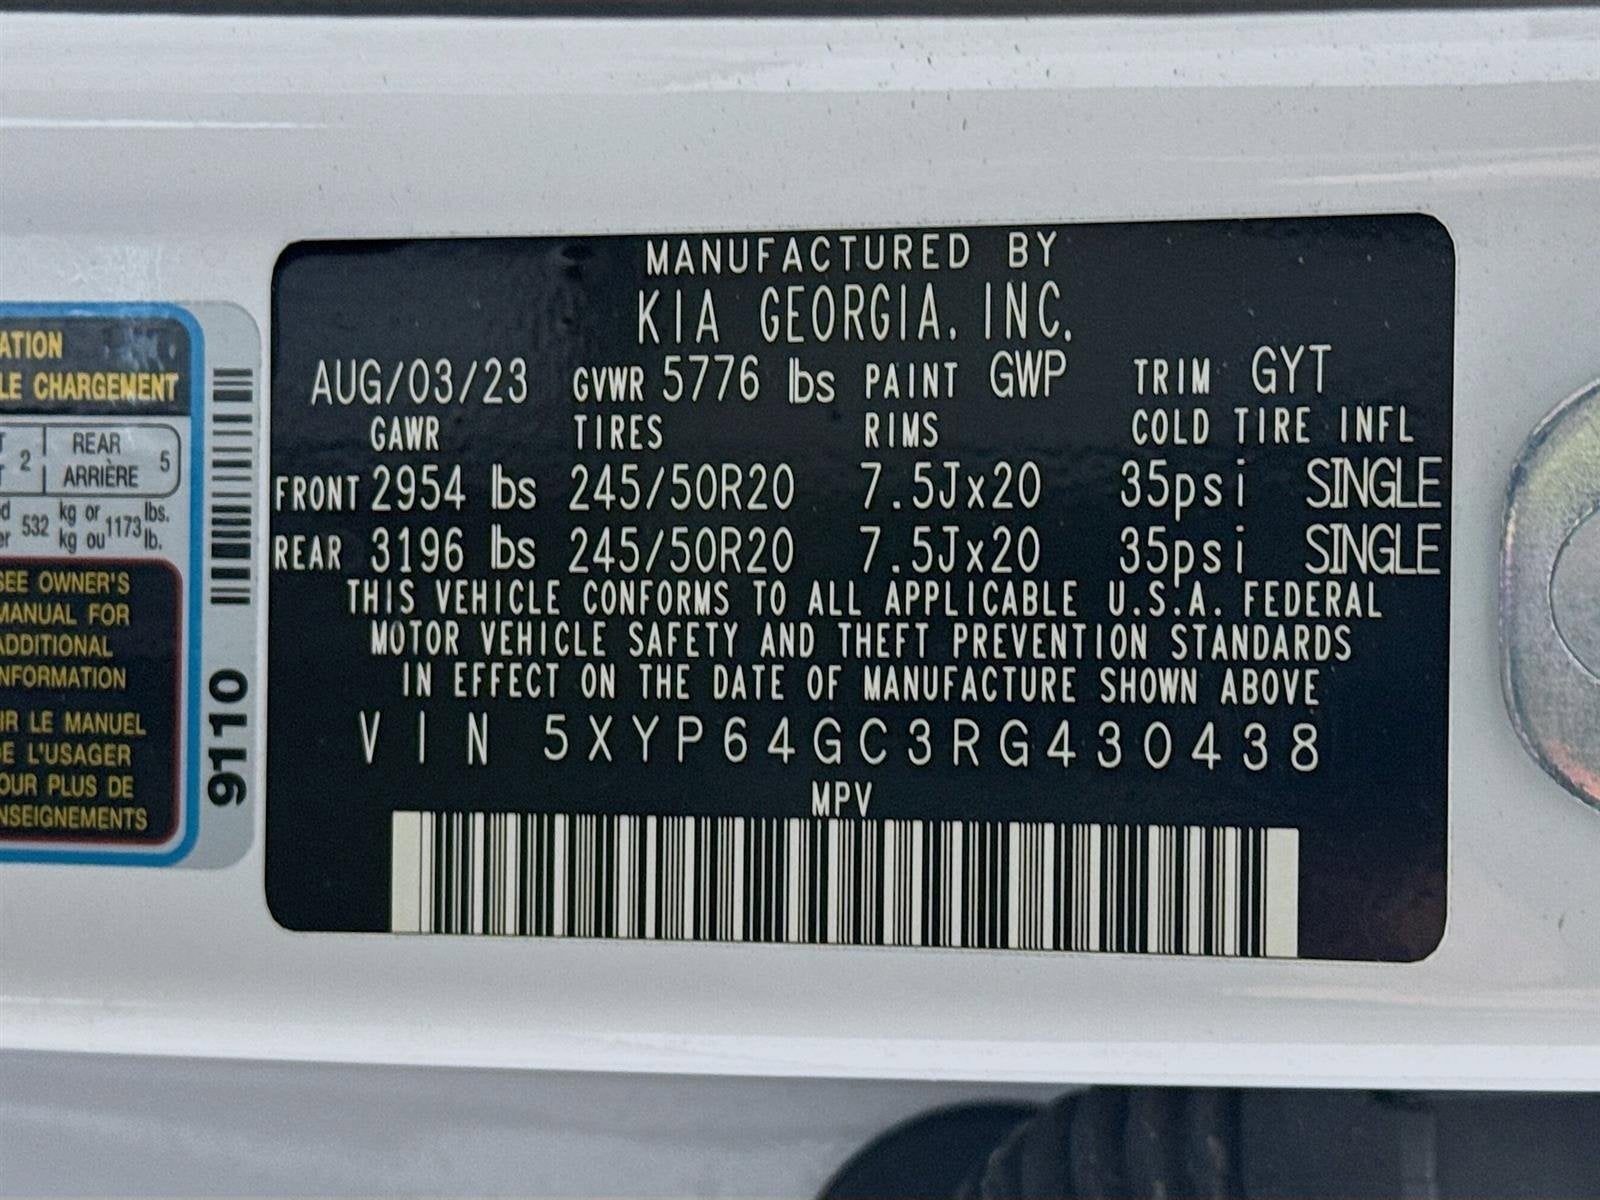 MANUFACTURED BY
KIA GEORGIA, INC.
AUG/03/23 GVWR 5776 lbs PAINT GWP TRIM GYT
GAWR TIRES RIMS COLD TIRE INFL
FRONT 2954 lbs 245/50R20 7.5Jx20 35psi SINGLE
REAR 3196 lbs 245/50R20 7.5Jx20 35psi SINGLE
THIS VEHICLE CONFORMS TO ALL APPLICABLE U.S.A. FEDERAL
MOTOR VEHICLE SAFETY AND THEFT PREVENTION STANDARDS
IN EFFECT ON THE DATE OF MANUFACTURE SHOWN ABOVE
VIN 5XYP64GC3RG430438
MPV
ATION
LE CHARGEMENT
2 REAR 5
ARRIÈRE
532 kg or 1173 lbs.
kg ou lb.
SEE OWNER'S
MANUAL FOR
ADDITIONAL
INFORMATION
IR LE MANUEL
DE L'USAGER
OUR PLUS DE
NSEIGNEMENTS
9110